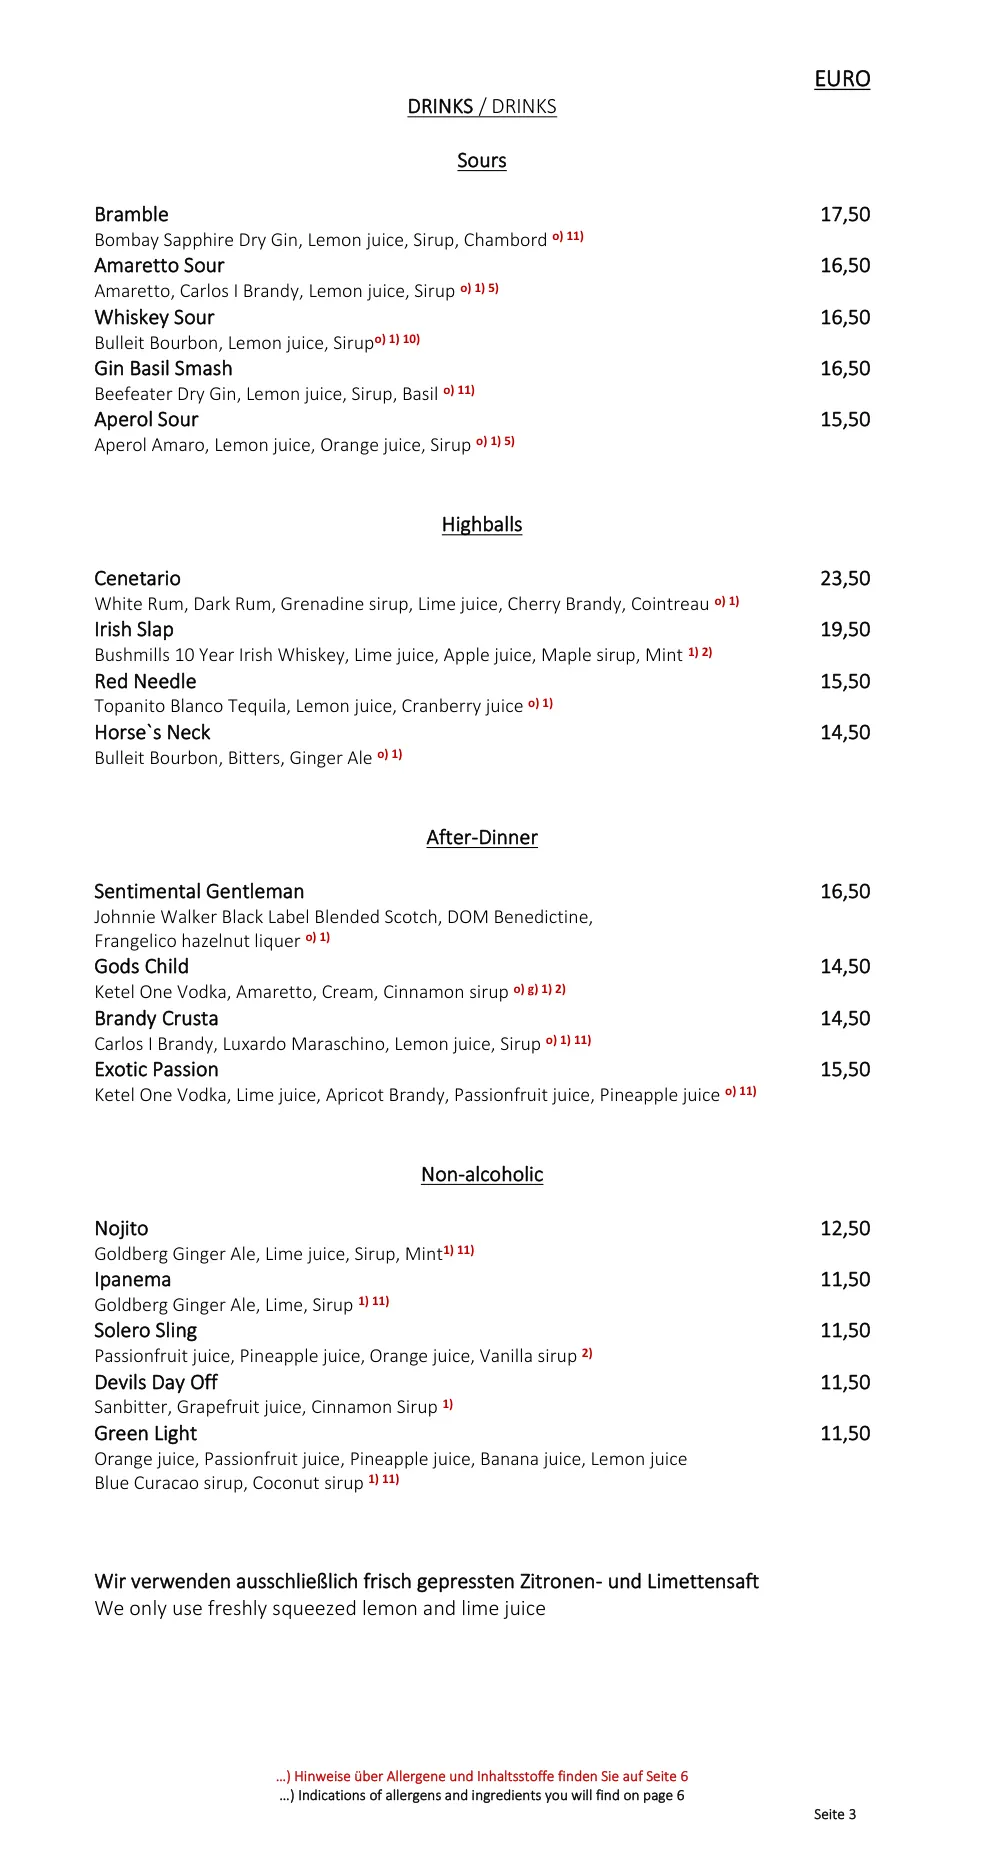 EURO
DRINKS / DRINKS
Sours
Bramble 17,50
Bombay Sapphire Dry Gin, Lemon juice, Sirup, Chambord o) 11)
Amaretto Sour 16,50
Amaretto, Carlos I Brandy, Lemon juice, Sirup o) 1) 5)
Whiskey Sour 16,50
Bulleit Bourbon, Lemon juice, Sirupo) 1) 10)
Gin Basil Smash 16,50
Beefeater Dry Gin, Lemon juice, Sirup, Basil o) 11)
Aperol Sour 15,50
Aperol Amaro, Lemon juice, Orange juice, Sirup o) 1) 5)
Highballs
Cenetario 23,50
White Rum, Dark Rum, Grenadine sirup, Lime juice, Cherry Brandy, Cointreau o) 1)
Irish Slap 19,50
Bushmills 10 Year Irish Whiskey, Lime juice, Apple juice, Maple sirup, Mint 1) 2)
Red Needle 15,50
Topanito Blanco Tequila, Lemon juice, Cranberry juice o) 1)
Horse`s Neck 14,50
Bulleit Bourbon, Bitters, Ginger Ale o) 1)
After-Dinner
Sentimental Gentleman 16,50
Johnnie Walker Black Label Blended Scotch, DOM Benedictine,
Frangelico hazelnut liquer o) 1)
Gods Child 14,50
Ketel One Vodka, Amaretto, Cream, Cinnamon sirup o) g) 1) 2)
Brandy Crusta 14,50
Carlos I Brandy, Luxardo Maraschino, Lemon juice, Sirup o) 1) 11)
Exotic Passion 15,50
Ketel One Vodka, Lime juice, Apricot Brandy, Passionfruit juice, Pineapple juice o) 11)
Non-alcoholic
Nojito 12,50
Goldberg Ginger Ale, Lime juice, Sirup, Mint1) 11)
Ipanema 11,50
Goldberg Ginger Ale, Lime, Sirup 1) 11)
Solero Sling 11,50
Passionfruit juice, Pineapple juice, Orange juice, Vanilla sirup 2)
Devils Day Off 11,50
Sanbitter, Grapefruit juice, Cinnamon Sirup 1)
Green Light 11,50
Orange juice, Passionfruit juice, Pineapple juice, Banana juice, Lemon juice
Blue Curacao sirup, Coconut sirup 1) 11)
Wir verwenden ausschließlich frisch gepressten Zitronen- und Limettensaft
We only use freshly squeezed lemon and lime juice
…) Hinweise über Allergene und Inhaltsstoffe finden Sie auf Seite 6
…) Indications of allergens and ingredients you will find on page 6
Seite 3